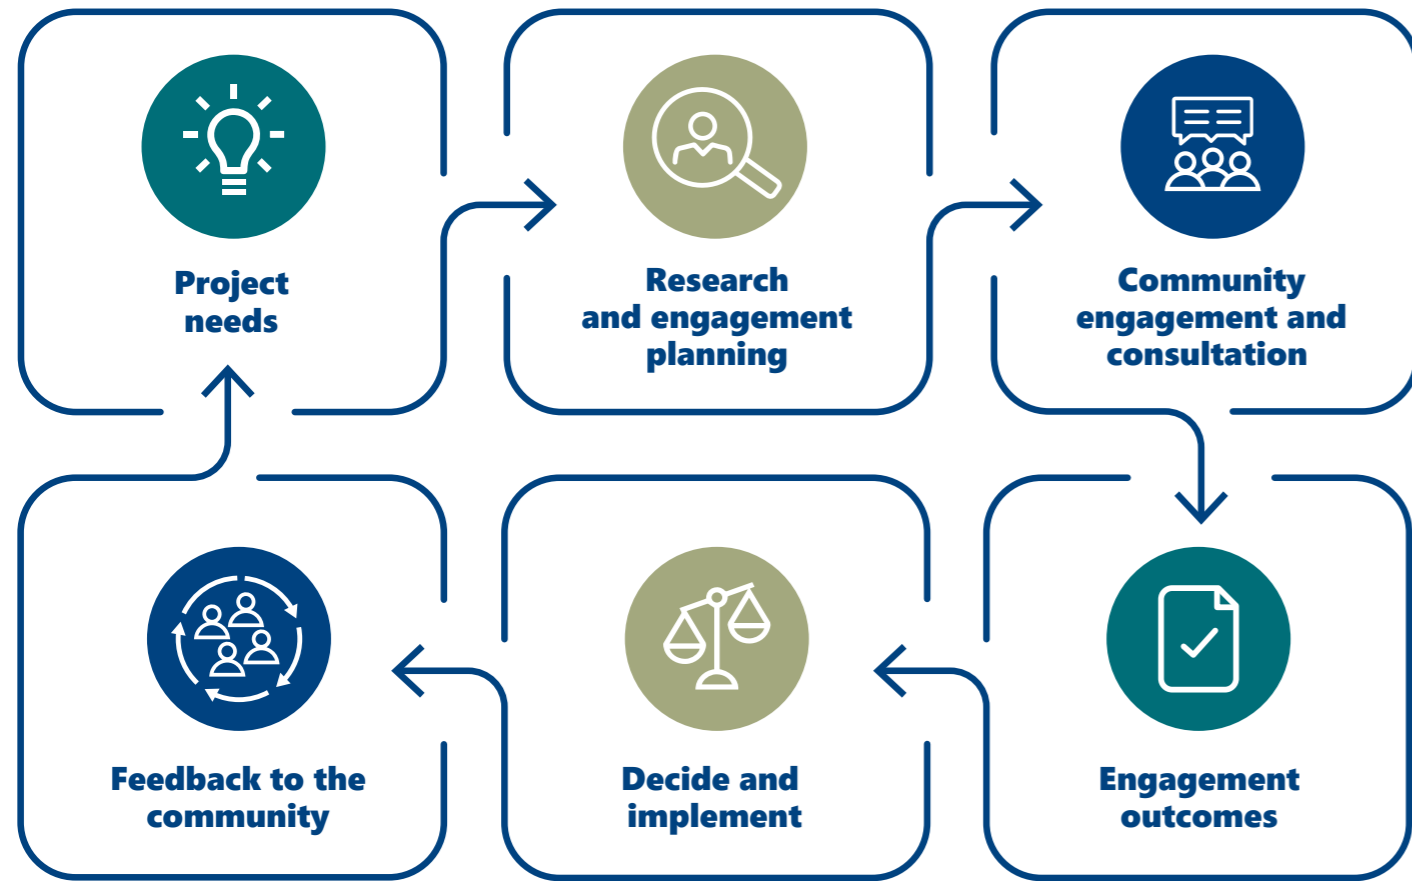 Project
needs
Research
and engagement
planning
Community
engagement and
consultation
Feedback to the
community
Decide and
implement
Engagement
outcomes